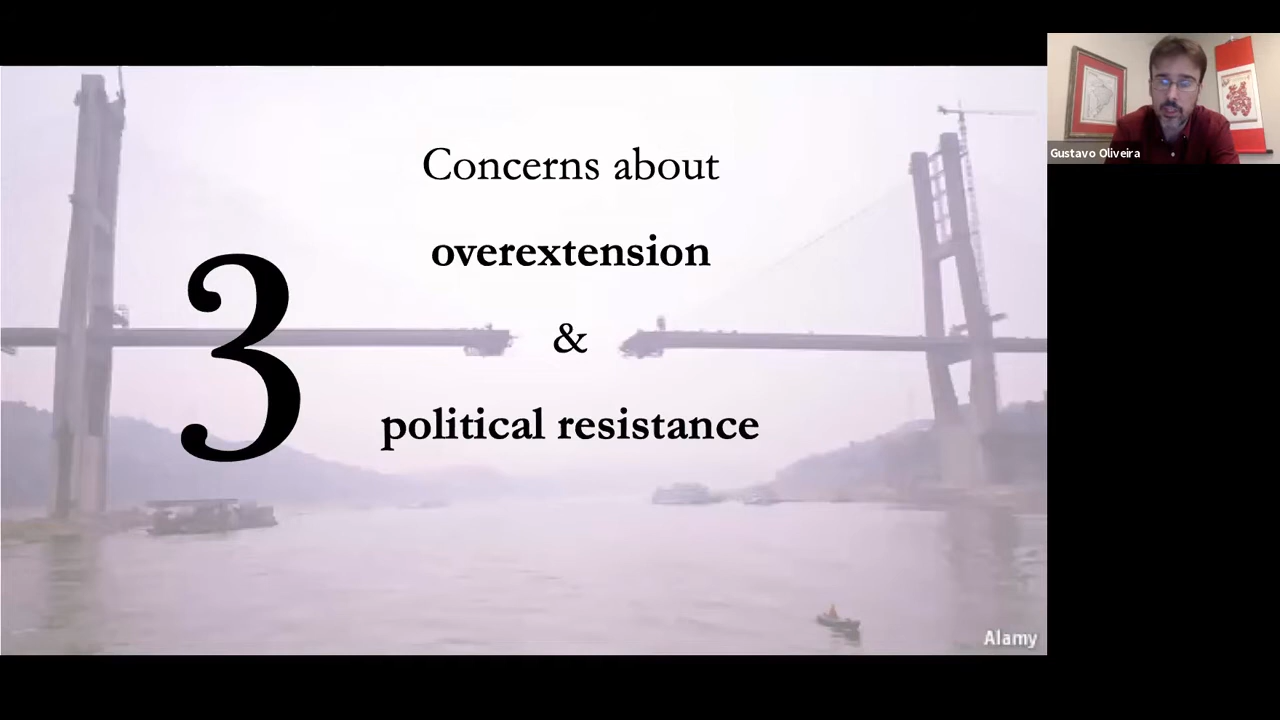 3
Concerns about
overextension
&
political resistance
Gustavo Oliveira
Alamy